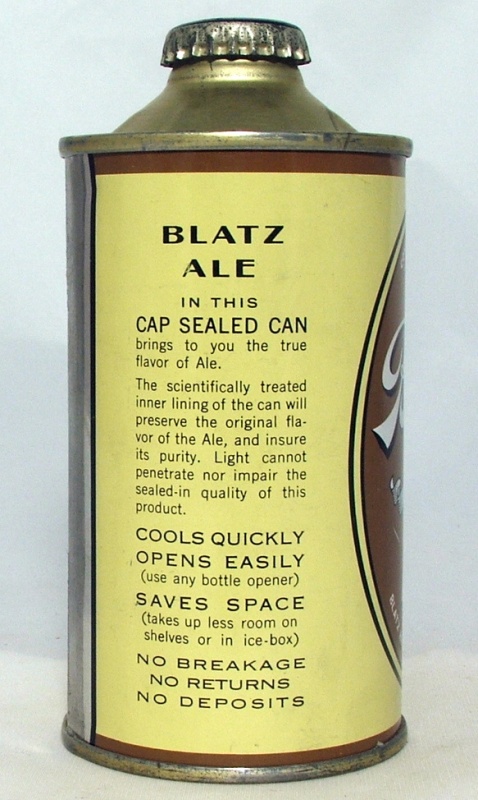 BLATZ
ALE
IN THIS
CAP SEALED CAN
brings to you the true
flavor of Ale.
The scientifically treated
inner lining of the can will
preserve the original fla-
vor of the Ale, and insure
its purity. Light cannot
penetrate nor impair the
sealed-in quality of this
product.
COOLS QUICKLY
OPENS EASILY
(use any bottle opener)
SAVES SPACE
(takes up less room on
shelves or in ice-box)
NO BREAKAGE
NO RETURNS
NO DEPOSITS